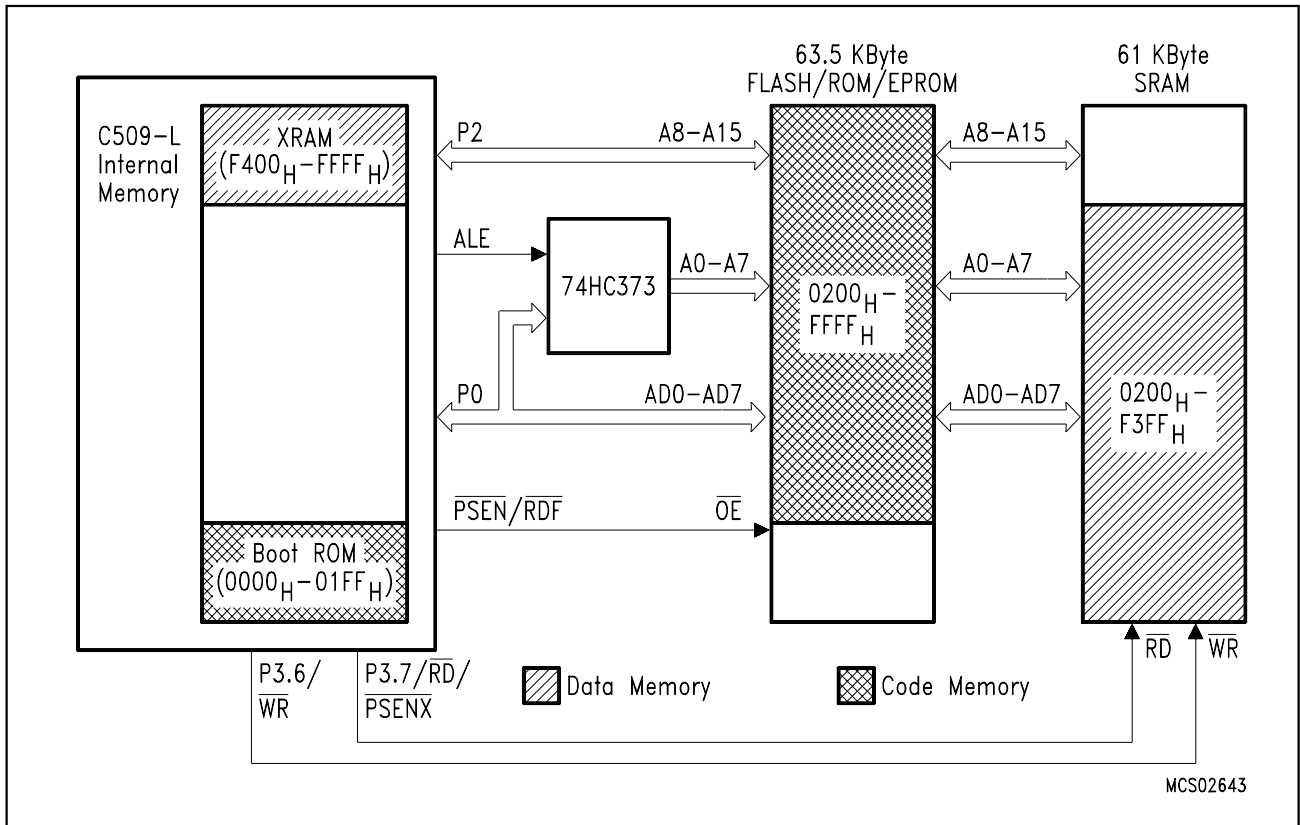 63.5 KByte
FLASH/ROM/EPROM
61 KByte
SRAM
C509-L
Internal
Memory
XRAM
(F400H-FFFFH)
P2
A8-A15
A8-A15
ALE
74HC373
A0-A7
A0-A7
0200H-
FFFFH
P0
AD0-AD7
AD0-AD7
0200H-
F3FFH
PSEN/RDF
OE
Boot ROM
(0000H-01FFH)
P3.6/
WR
P3.7/RD/
PSENX
Data Memory
Code Memory
RD
WR
MCS02643